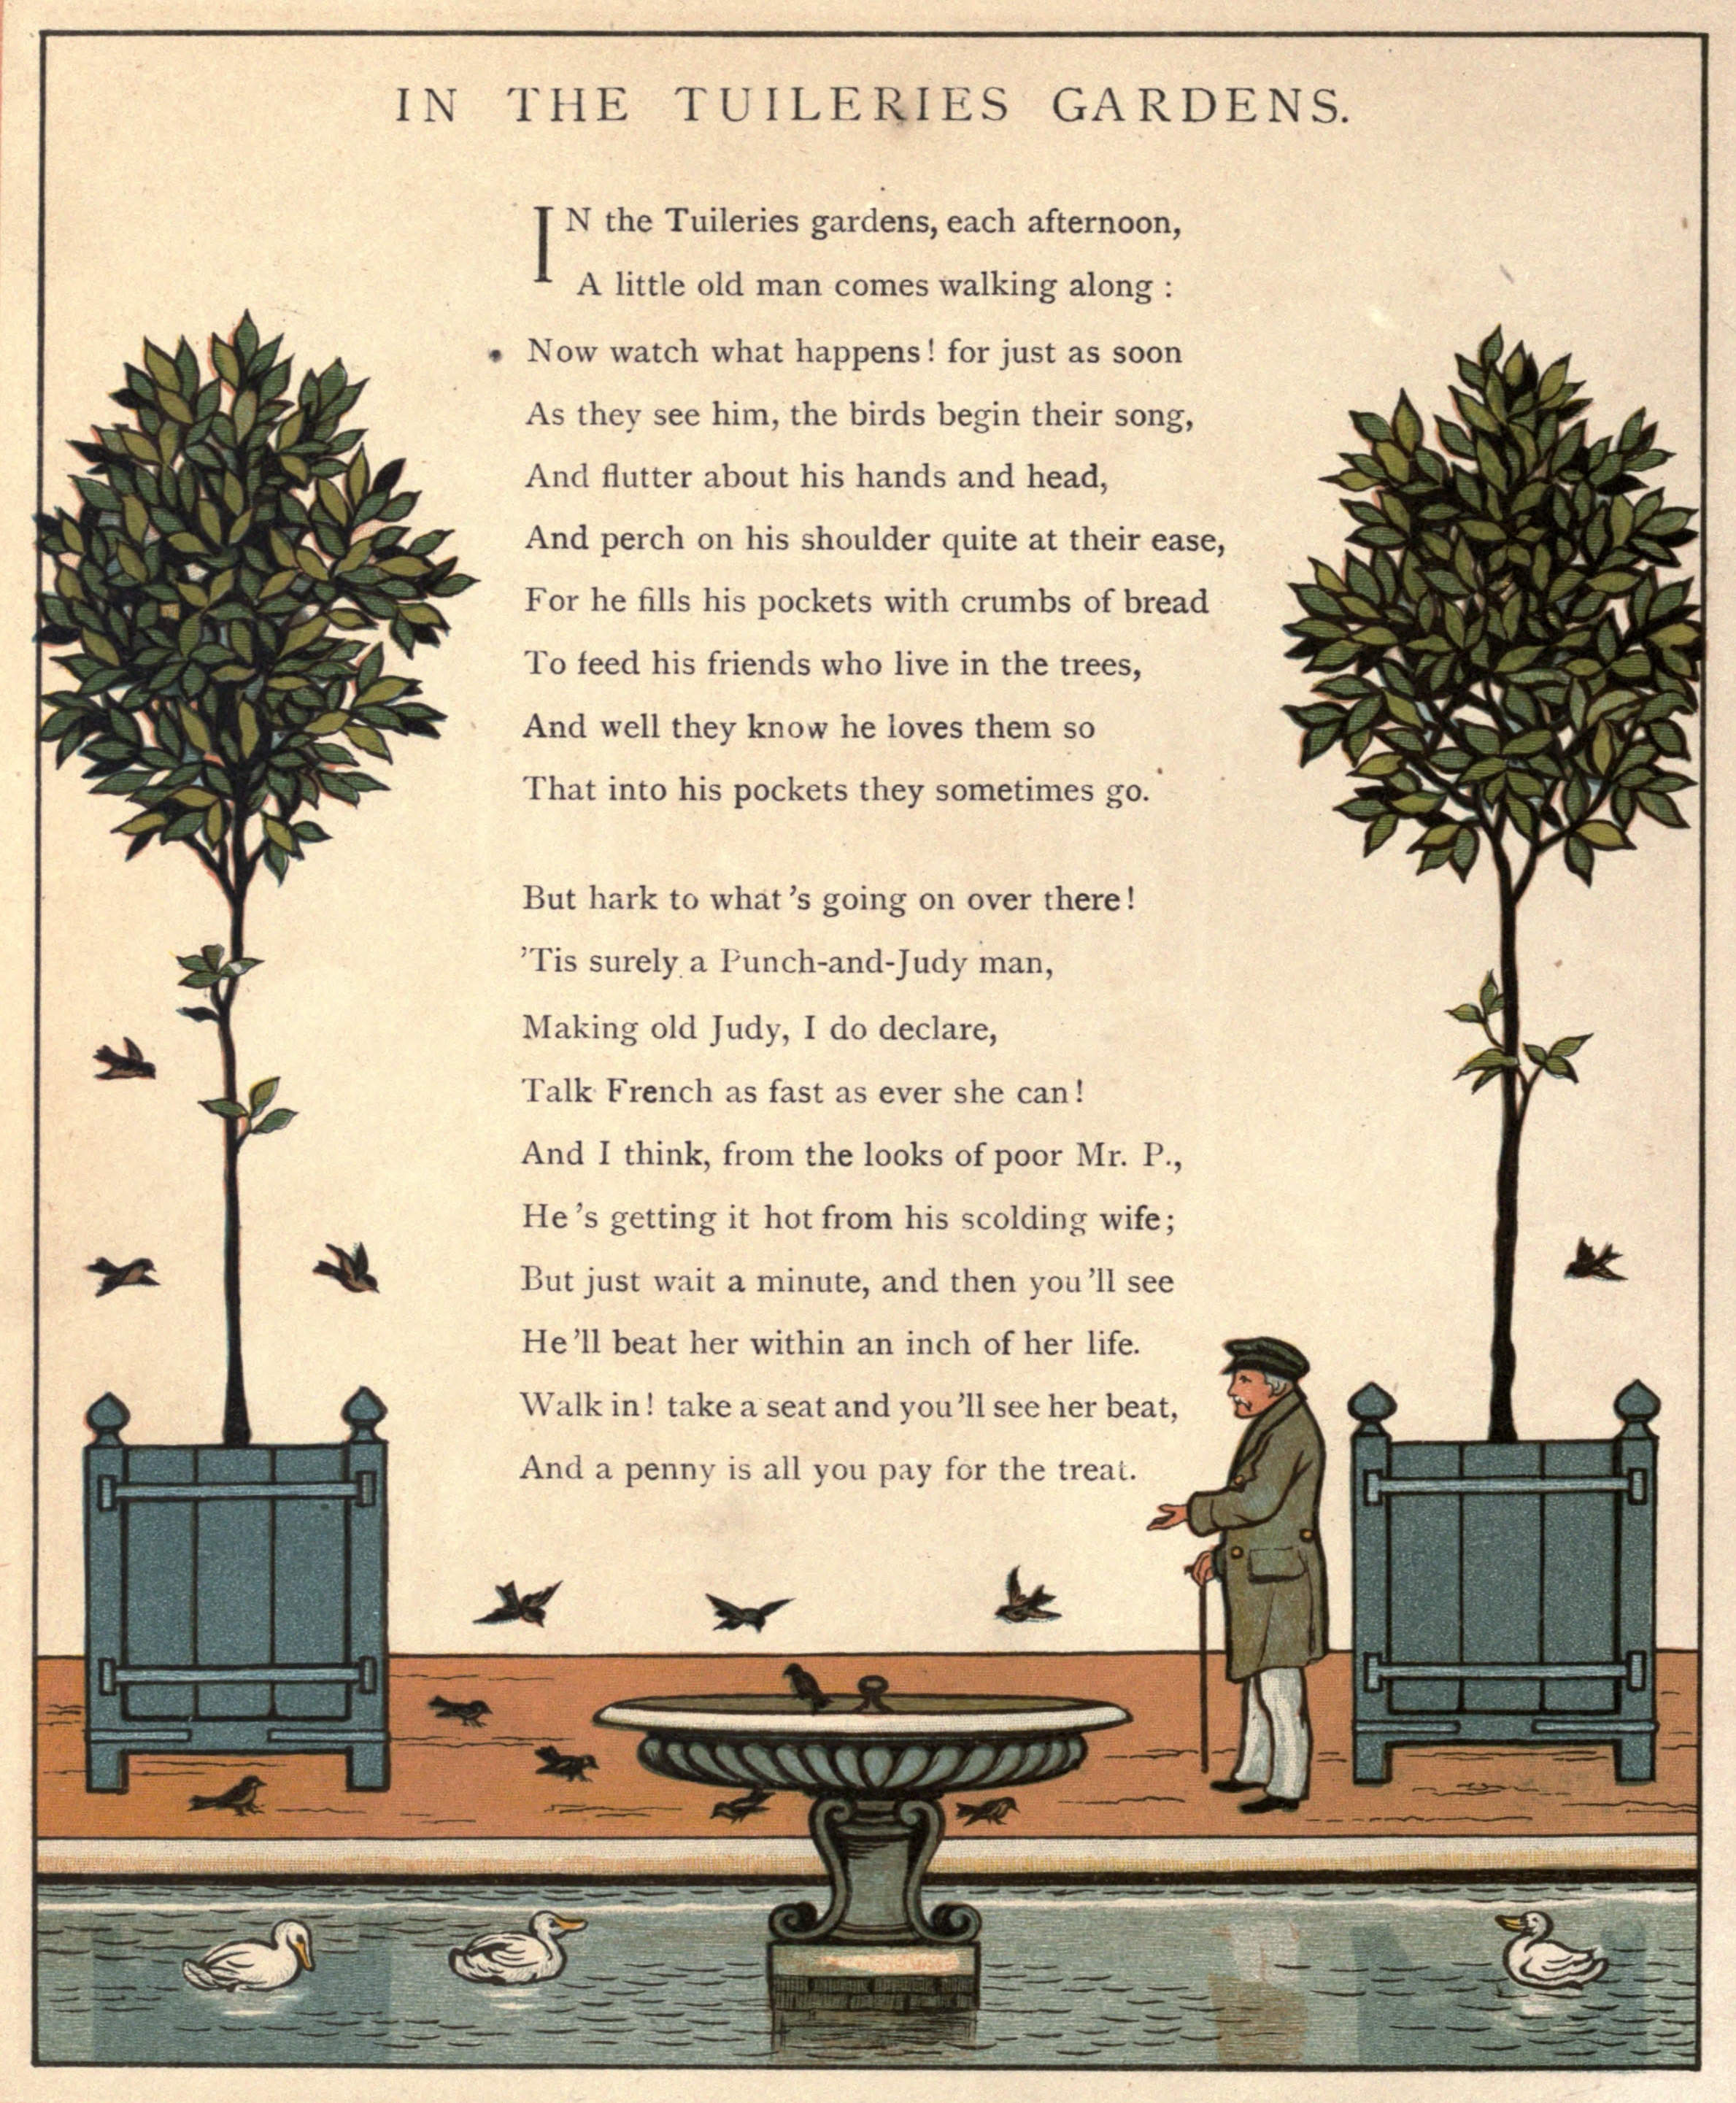 IN THE TUILERIES GARDENS.
IN the Tuileries gardens, each afternoon,
A little old man comes walking along :
Now watch what happens! for just as soon
As they see him, the birds begin their song,
And flutter about his hands and head,
And perch on his shoulder quite at their ease,
For he fills his pockets with crumbs of bread
To feed his friends who live in the trees,
And well they know he loves them so
That into his pockets they sometimes go.
But hark to what's going on over there!
'Tis surely a Punch-and-Judy man,
Making old Judy, I do declare,
Talk French as fast as ever she can!
And I think, from the looks of poor Mr. P.,
He's getting it hot from his scolding wife;
But just wait a minute, and then you'll see
He'll beat her within an inch of her life.
Walk in! take a seat and you'll see her beat,
And a penny is all you pay for the treat.